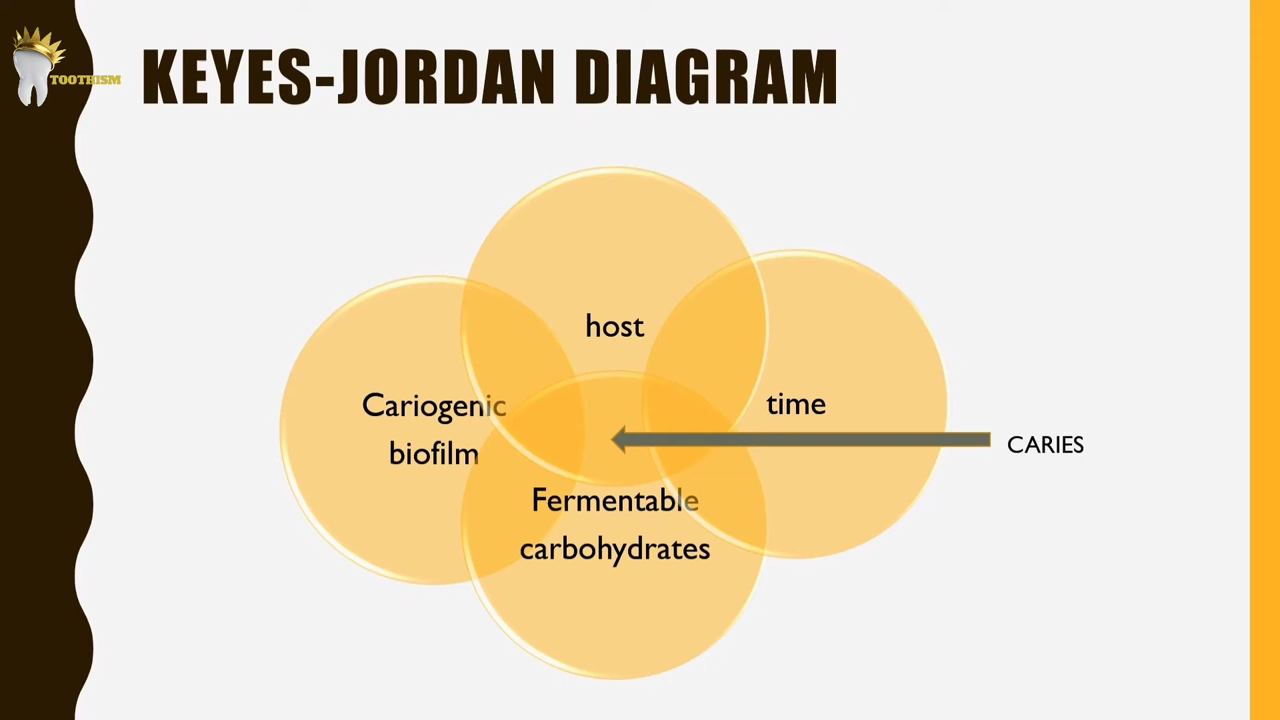 TOOTHISM
KEYES-JORDAN DIAGRAM
host
Cariogenic
biofilm
time
CARIES
Fermentable
carbohydrates